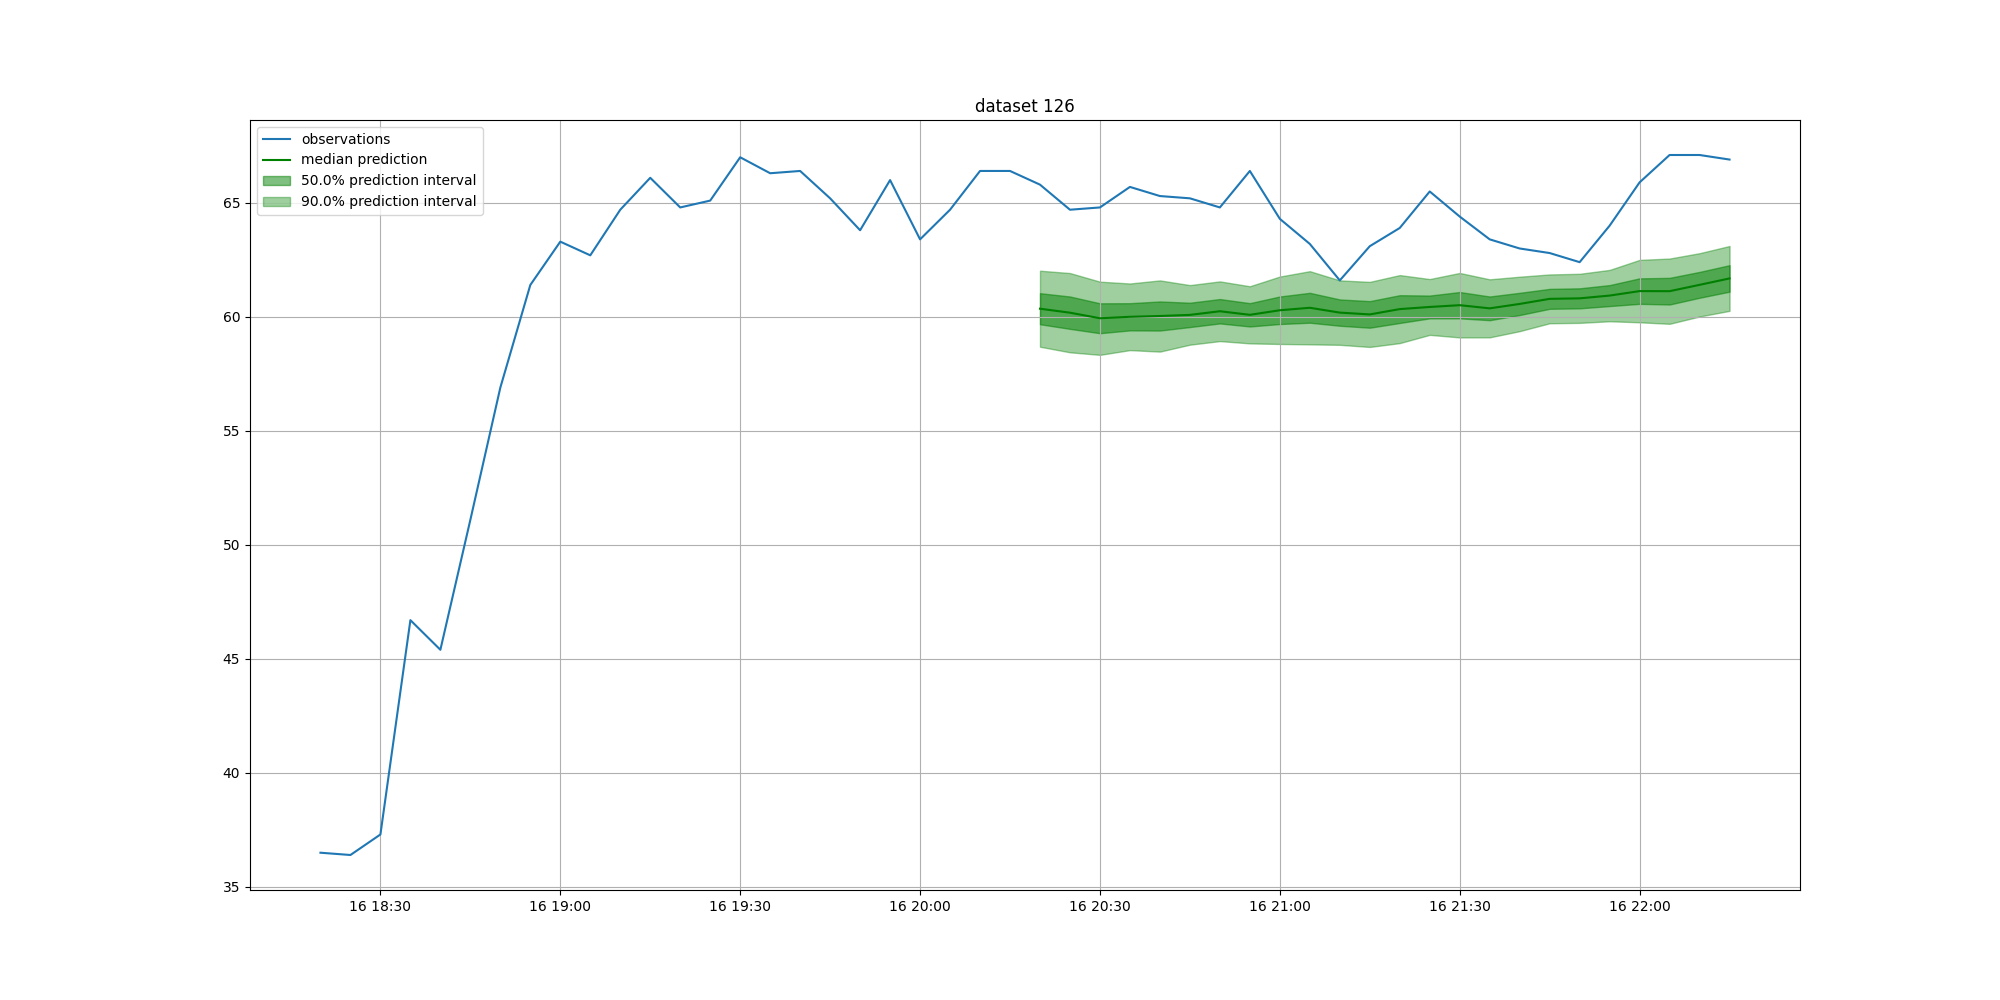 dataset 126
observations
median prediction
50.0% prediction interval
90.0% prediction interval
65
60
55
50
45
40
35
16 18:30 16 19:00 16 19:30 16 20:00 16 20:30 16 21:00 16 21:30 16 22:00